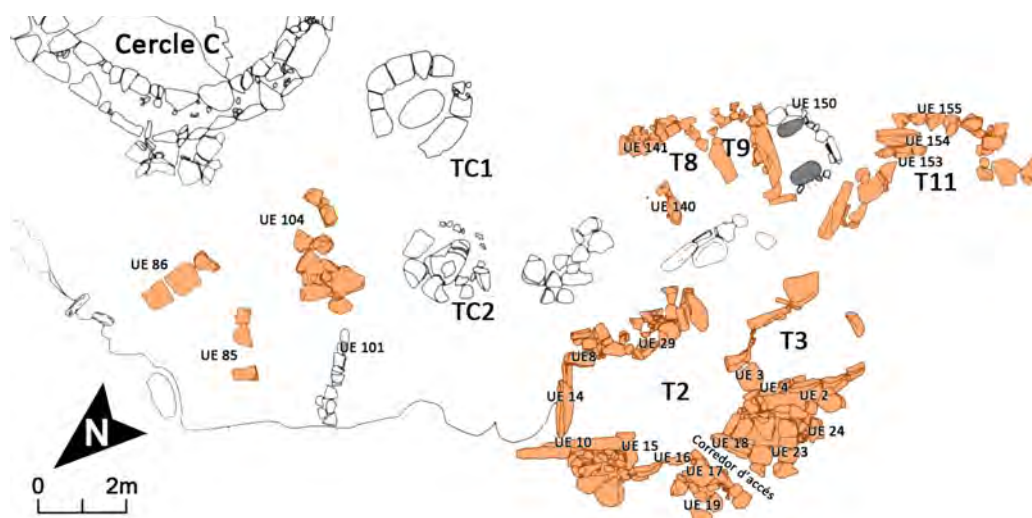 Cercle C
TC1
UE 150
UE 155
UE 141
T8
T9
UE 154
UE 153
T11
UE 140
UE 104
UE 86
TC2
T3
UE 85
UE 101
UE8
UE 29
UE 3
UE 4
UE 2
UE 14
T2
UE 24
UE 10
UE 15
UE 16
UE 18
UE 23
UE 17
Corredor d'accés
UE 19
N
0 2m